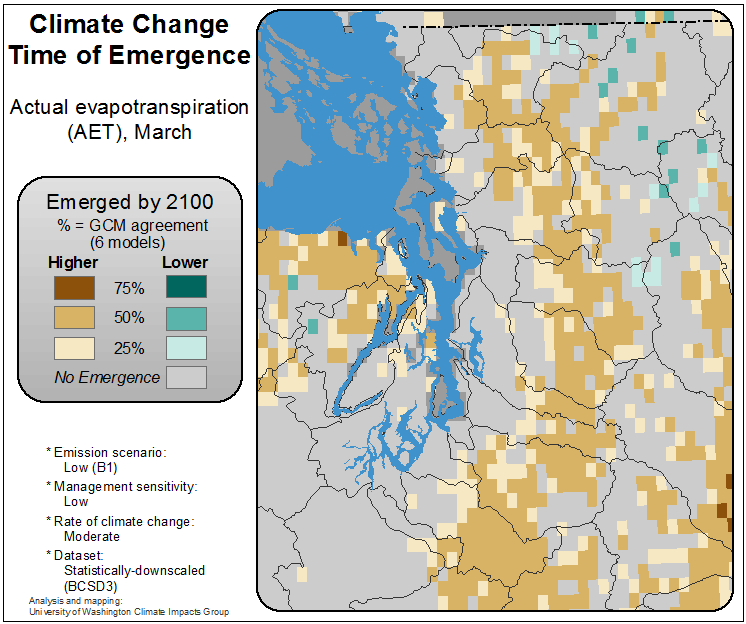 Climate Change
Time of Emergence
Actual evapotranspiration
(AET), March
Emerged by 2100
% = GCM agreement
(6 models)
Higher Lower
75%
50%
25%
No Emergence
* Emission scenario:
Low (B1)
* Management sensitivity:
Low
* Rate of climate change:
Moderate
* Dataset:
Statistically-downscaled
(BCSD3)
Analysis and mapping:
University of Washington Climate Impacts Group